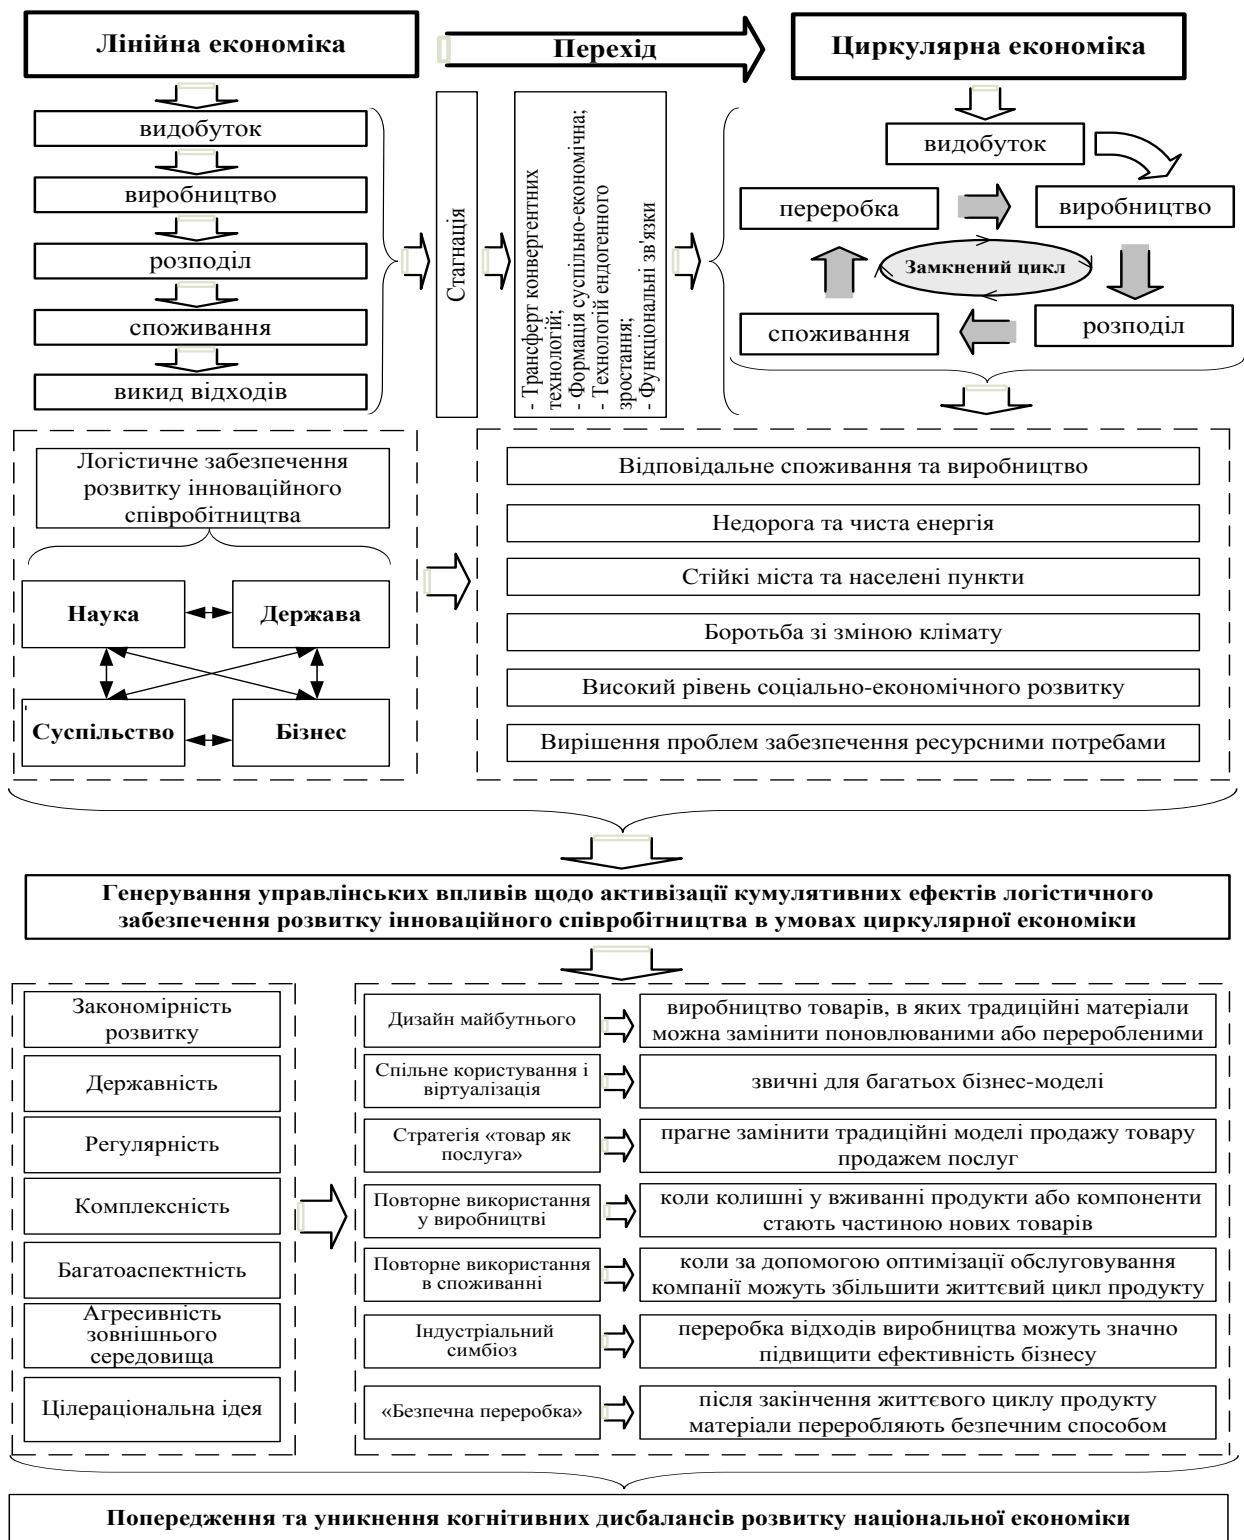 Лінійна економіка
Перехід
Циркулярна економіка
видобуток
виробництво
розподіл
споживання
викид відходів
Стагнація
- Трансферт конвергентних
технологій;
- Формація суспільно-економічна;
- Технологій ендогенного
зростання;
- Функціональні зв'язки
видобуток
переробка
виробництво
Замкнений цикл
споживання
розподіл
Логістичне забезпечення
розвитку інноваційного
співробітництва
Наука
Держава
Суспільство
Бізнес
Відповідальне споживання та виробництво
Недорога та чиста енергія
Стійкі міста та населені пункти
Боротьба зі зміною клімату
Високий рівень соціально-економічного розвитку
Вирішення проблем забезпечення ресурсними потребами
Генерування управлінських впливів щодо активізації кумулятивних ефектів логістичного
забезпечення розвитку інноваційного співробітництва в умовах циркулярної економіки
Закономірність
розвитку
Державність
Регулярність
Комплексність
Багатоаспектність
Агресивність
зовнішнього
середовища
Цілераціональна ідея
Дизайн майбутнього
виробництво товарів, в яких традиційні матеріали
можна замінити поновлюваними або переробленими
Спільне користування і
віртуалізація
звичні для багатьох бізнес-моделі
Стратегія «товар як
послуга»
прагне замінити традиційні моделі продажу товару
продажем послуг
Повторне використання
у виробництві
коли колишні у вживанні продукти або компоненти
стають частиною нових товарів
Повторне використання
в споживанні
коли за допомогою оптимізації обслуговування
компанії можуть збільшити життєвий цикл продукту
Індустріальний
симбіоз
переробка відходів виробництва можуть значно
підвищити ефективність бізнесу
«Безпечна переробка»
після закінчення життєвого циклу продукту
матеріали переробляють безпечним способом
Попередження та уникнення когнітивних дисбалансів розвитку національної економіки